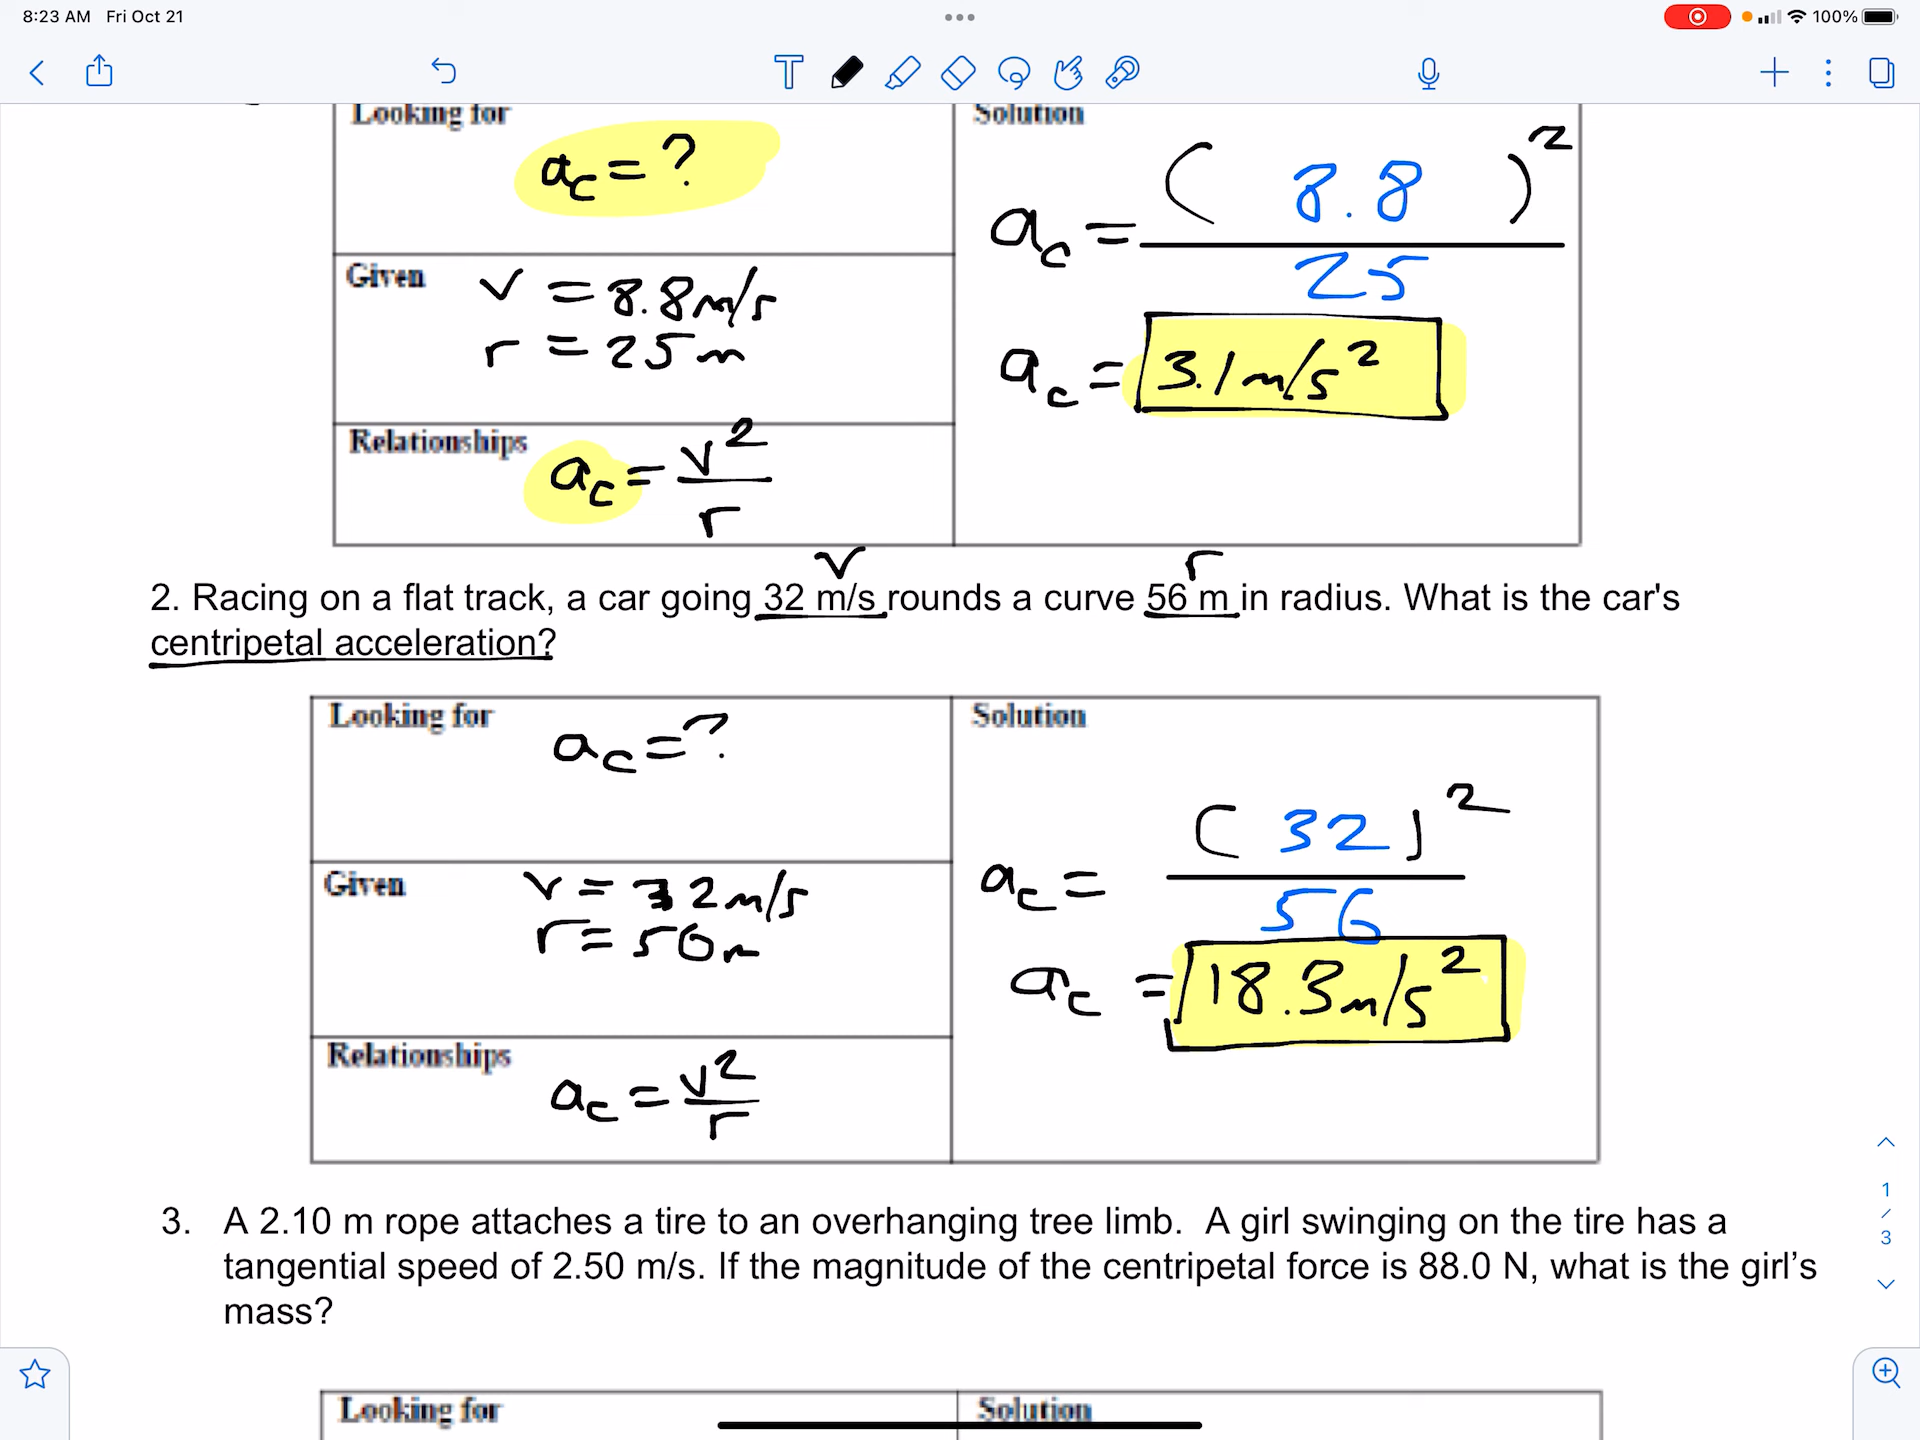 8:23 AM Fri Oct 21
100%
T
Looking for
a_c = ?
Solution
a_c = (8.8)^2 / 25
Given
v = 8.8 m/s
r = 25 m
a_c = 3.1 m/s^2
Relationships
a_c = v^2 / r
v r
2. Racing on a flat track, a car going 32 m/s rounds a curve 56 m in radius. What is the car's
centripetal acceleration?
Looking for
a_c = ?
Solution
a_c = (32)^2 / 56
Given
v = 32 m/s
r = 56 m
a_c = 18.3 m/s^2
Relationships
a_c = v^2 / r
1
/
3
3. A 2.10 m rope attaches a tire to an overhanging tree limb. A girl swinging on the tire has a
tangential speed of 2.50 m/s. If the magnitude of the centripetal force is 88.0 N, what is the girl’s
mass?
Looking for
Solution